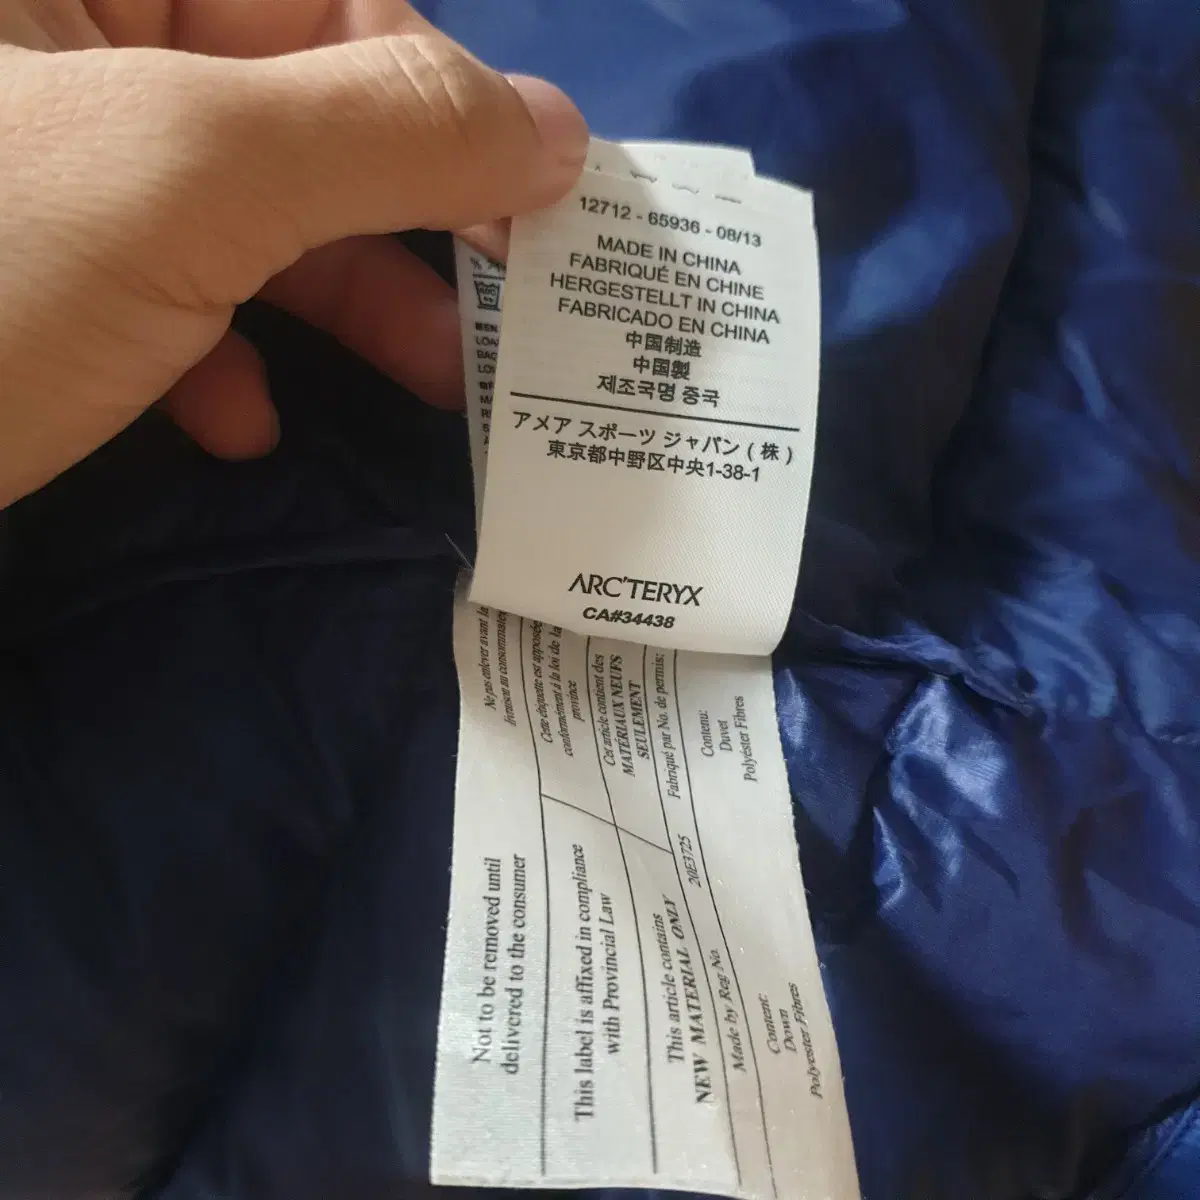 12712 - 65936 - 08/13
MADE IN CHINA
FABRIQUÉ EN CHINE
HERGESTELLT IN CHINA
FABRICADO EN CHINA
中国制造
中国製
제조국명 중국
アメア スポーツ ジャパン ( 株 )
東京都中野区中央1-38-1
ARC'TERYX
CA#34438
Ne pas enlever avant la
livraison au consommateur
Cette étiquette est apposée
conformément à la loi de la
province
Cet article contient des
MATÉRIAUX NEUFS
SEULEMENT
Fabriqué par No. de permis:
Contenu:
Duvet
Polyéster Fibres
Not to be removed until
delivered to the consumer
This label is affixed in compliance
with Provincial Law
This article contains
NEW MATERIAL ONLY
Made by Reg No.
20E3725
Content:
Down
Polyester Fibres